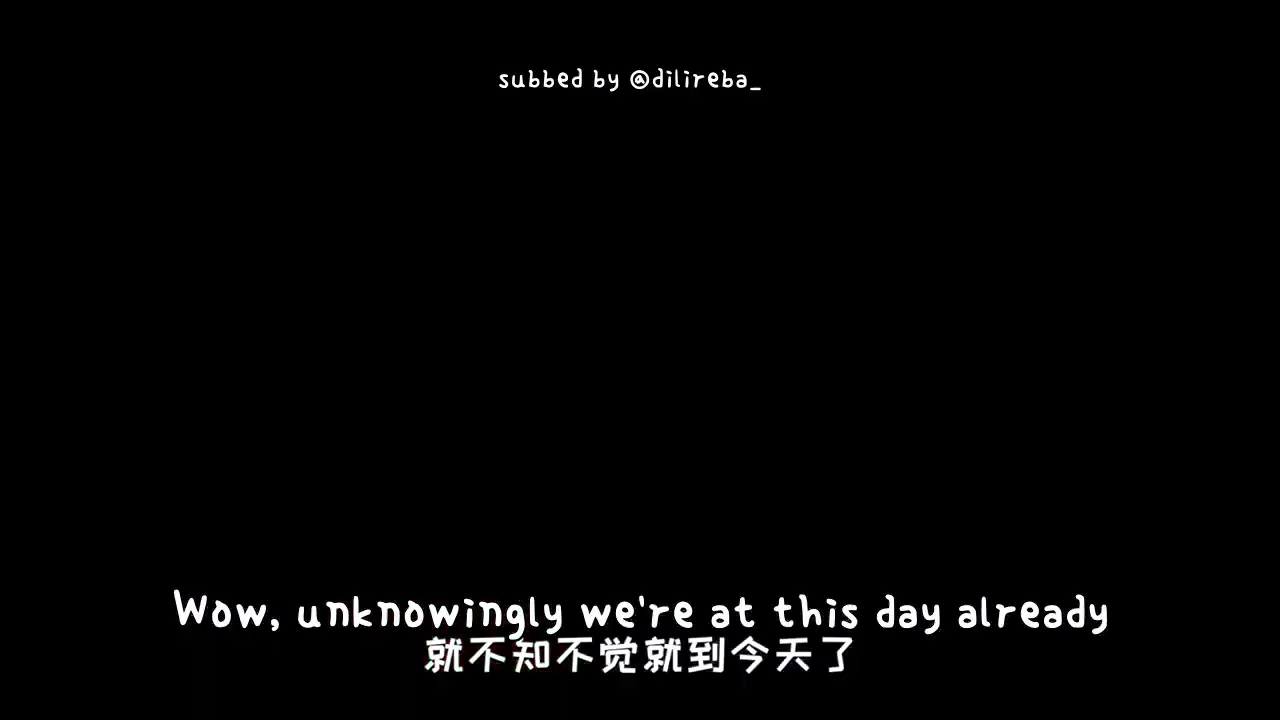 subbed by @dilireba_
Wow, unknowingly we're at this day already
就不知不觉就到今天了